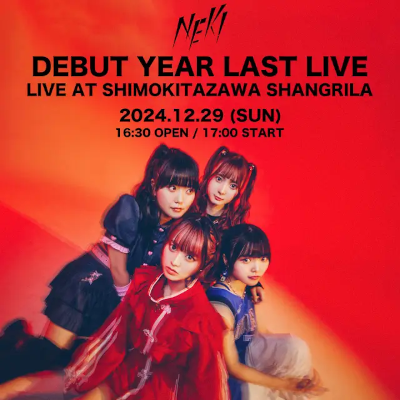 NEKI
DEBUT YEAR LAST LIVE
LIVE AT SHIMOKITAZAWA SHANGRILA
2024.12.29 (SUN)
16:30 OPEN / 17:00 START